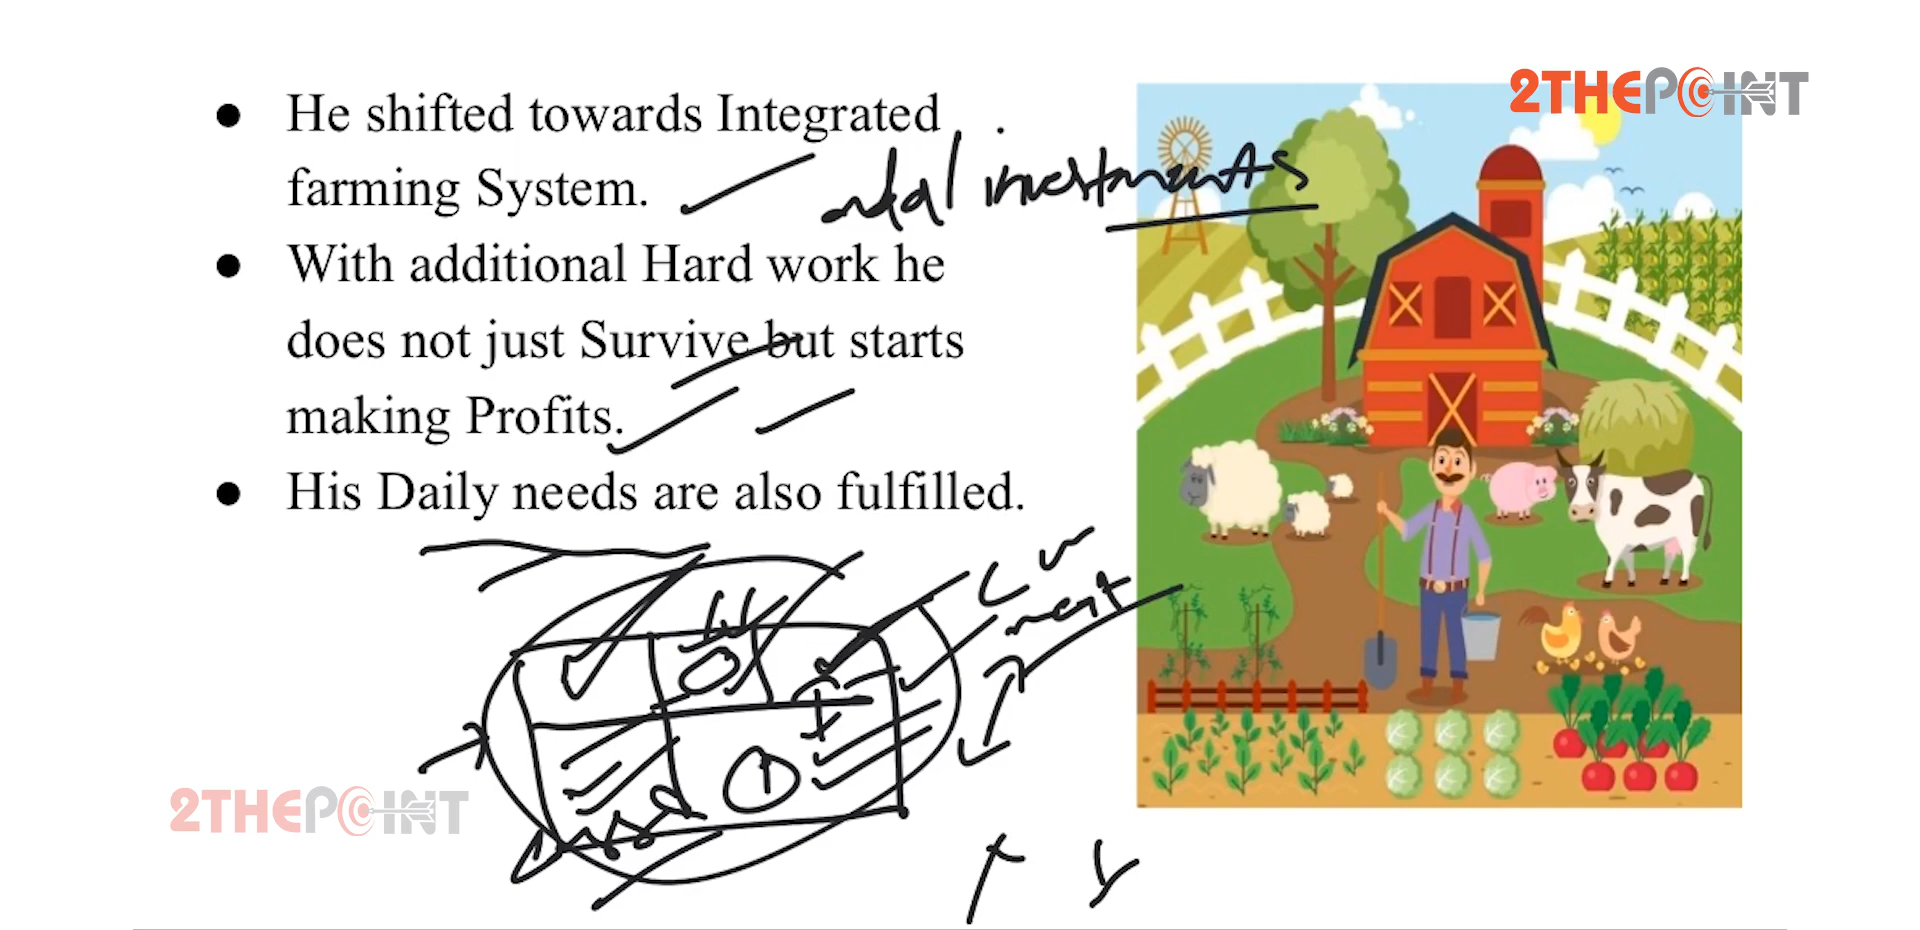 2THEPOINT
● He shifted towards Integrated
farming System.
investments
● With additional Hard work he
does not just Survive but starts
making Profits.
● His Daily needs are also fulfilled.
2THEPOINT